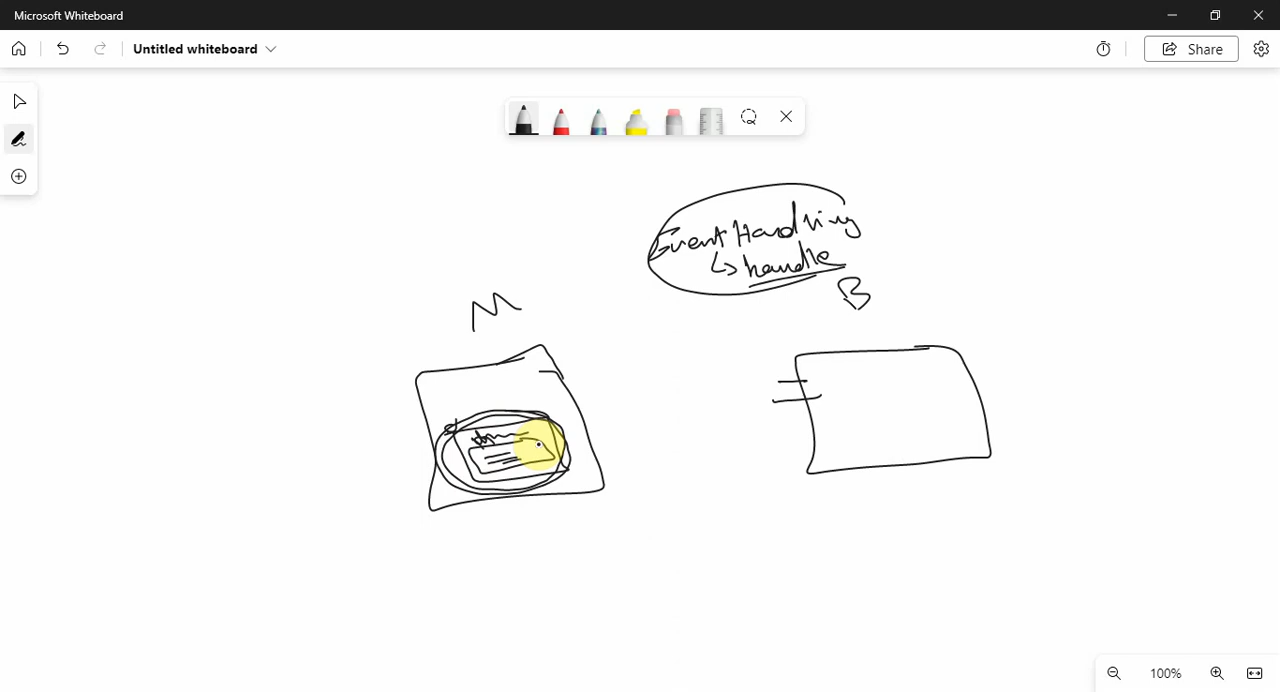 Microsoft Whiteboard
Untitled whiteboard
Share
Event Handling
↳ handle
M
B
100%